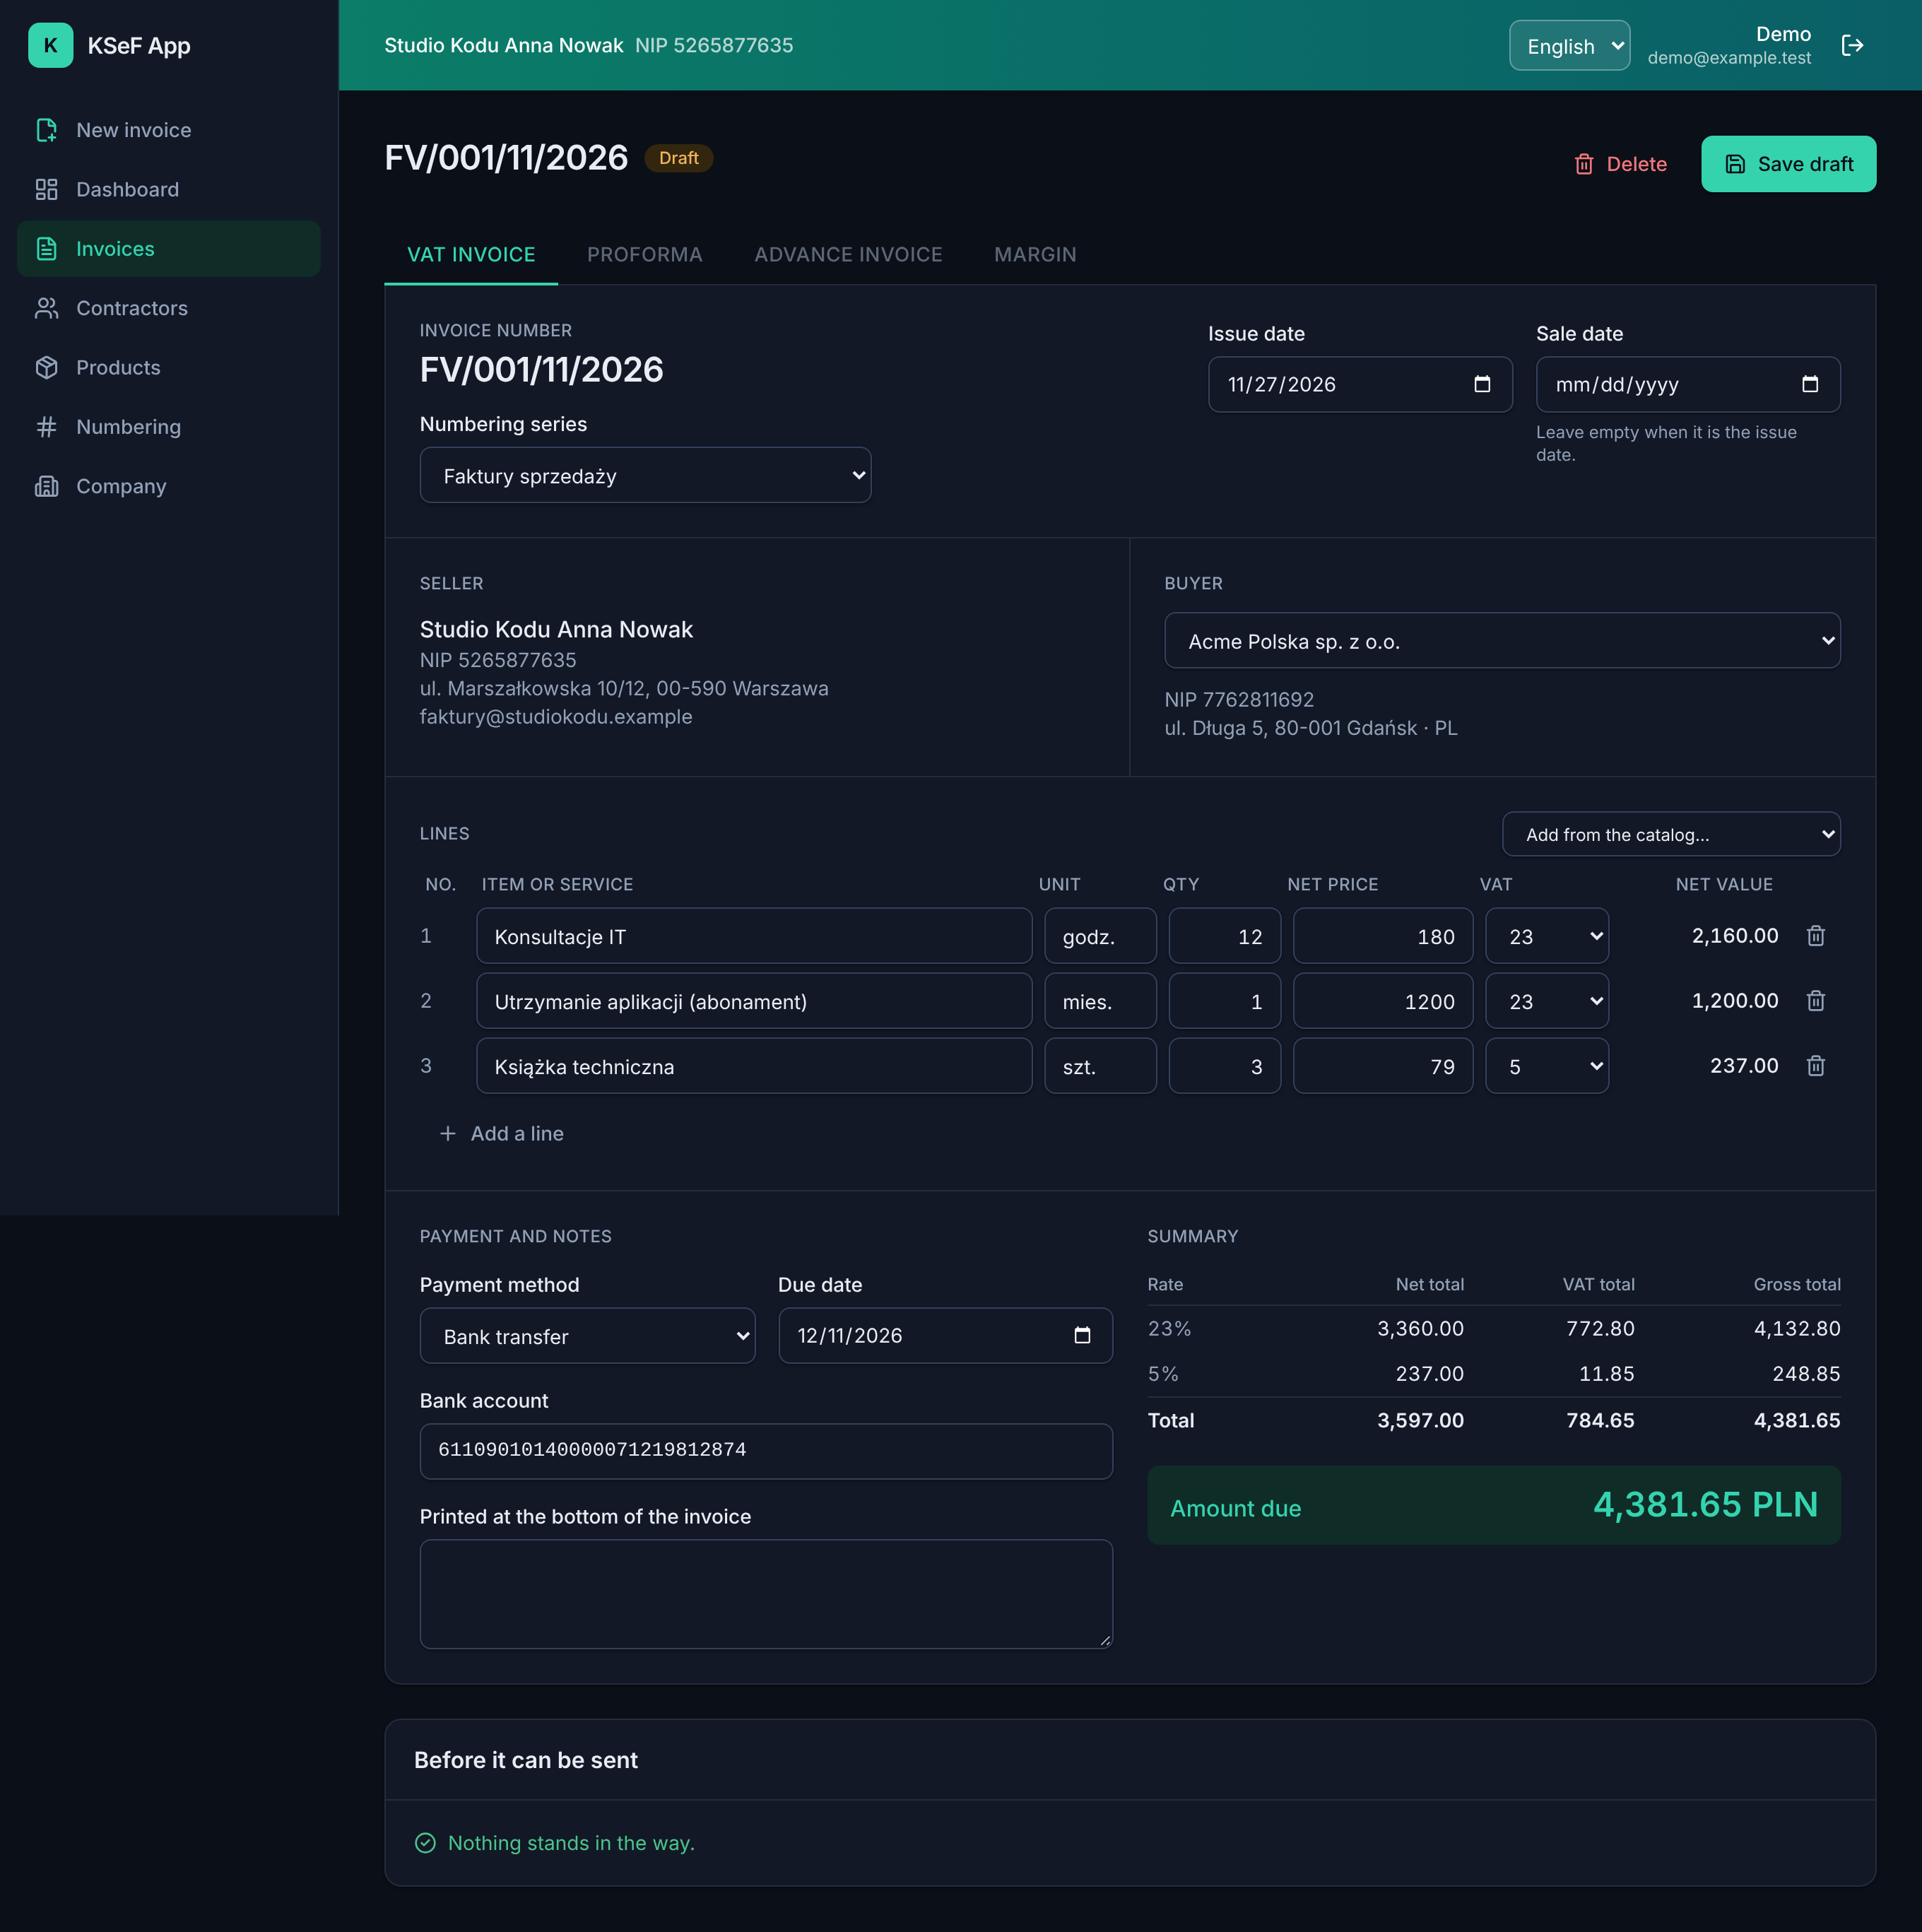 K KSeF App
New invoice
Dashboard
Invoices
Contractors
Products
Numbering
Company
Studio Kodu Anna Nowak NIP 5265877635
English
Demo
demo@example.test
FV/001/11/2026 Draft
Delete
Save draft
VAT INVOICE PROFORMA ADVANCE INVOICE MARGIN
INVOICE NUMBER
FV/001/11/2026
Numbering series
Faktury sprzedaży
Issue date
11/27/2026
Sale date
mm/dd/yyyy
Leave empty when it is the issue
date.
SELLER
Studio Kodu Anna Nowak
NIP 5265877635
ul. Marszałkowska 10/12, 00-590 Warszawa
faktury@studiokodu.example
BUYER
Acme Polska sp. z o.o.
NIP 7762811692
ul. Długa 5, 80-001 Gdańsk · PL
LINES
Add from the catalog...
NO. ITEM OR SERVICE UNIT QTY NET PRICE VAT NET VALUE
1 Konsultacje IT godz. 12 180 23 2,160.00
2 Utrzymanie aplikacji (abonament) mies. 1 1200 23 1,200.00
3 Książka techniczna szt. 3 79 5 237.00
Add a line
PAYMENT AND NOTES
Payment method
Bank transfer
Due date
12/11/2026
Bank account
61109010140000071219812874
Printed at the bottom of the invoice
SUMMARY
Rate Net total VAT total Gross total
23% 3,360.00 772.80 4,132.80
5% 237.00 11.85 248.85
Total 3,597.00 784.65 4,381.65
Amount due 4,381.65 PLN
Before it can be sent
Nothing stands in the way.